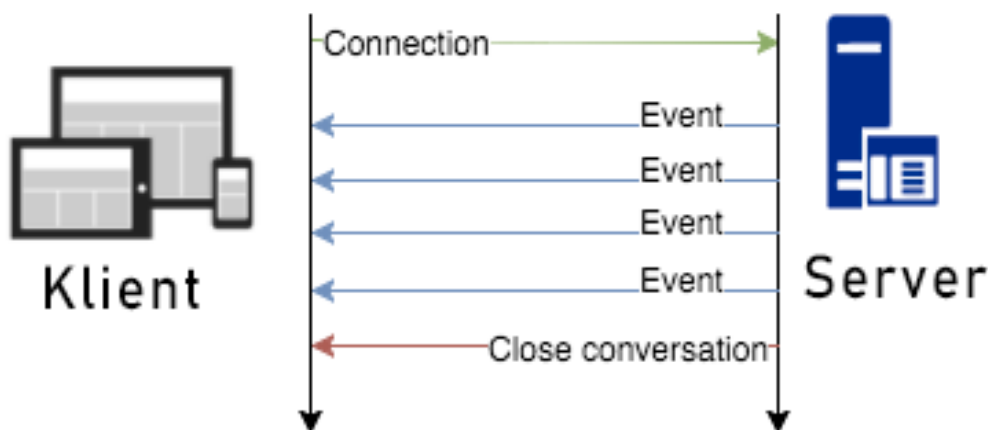 Connection
Event
Event
Event
Event
Close conversation
Klient
Server